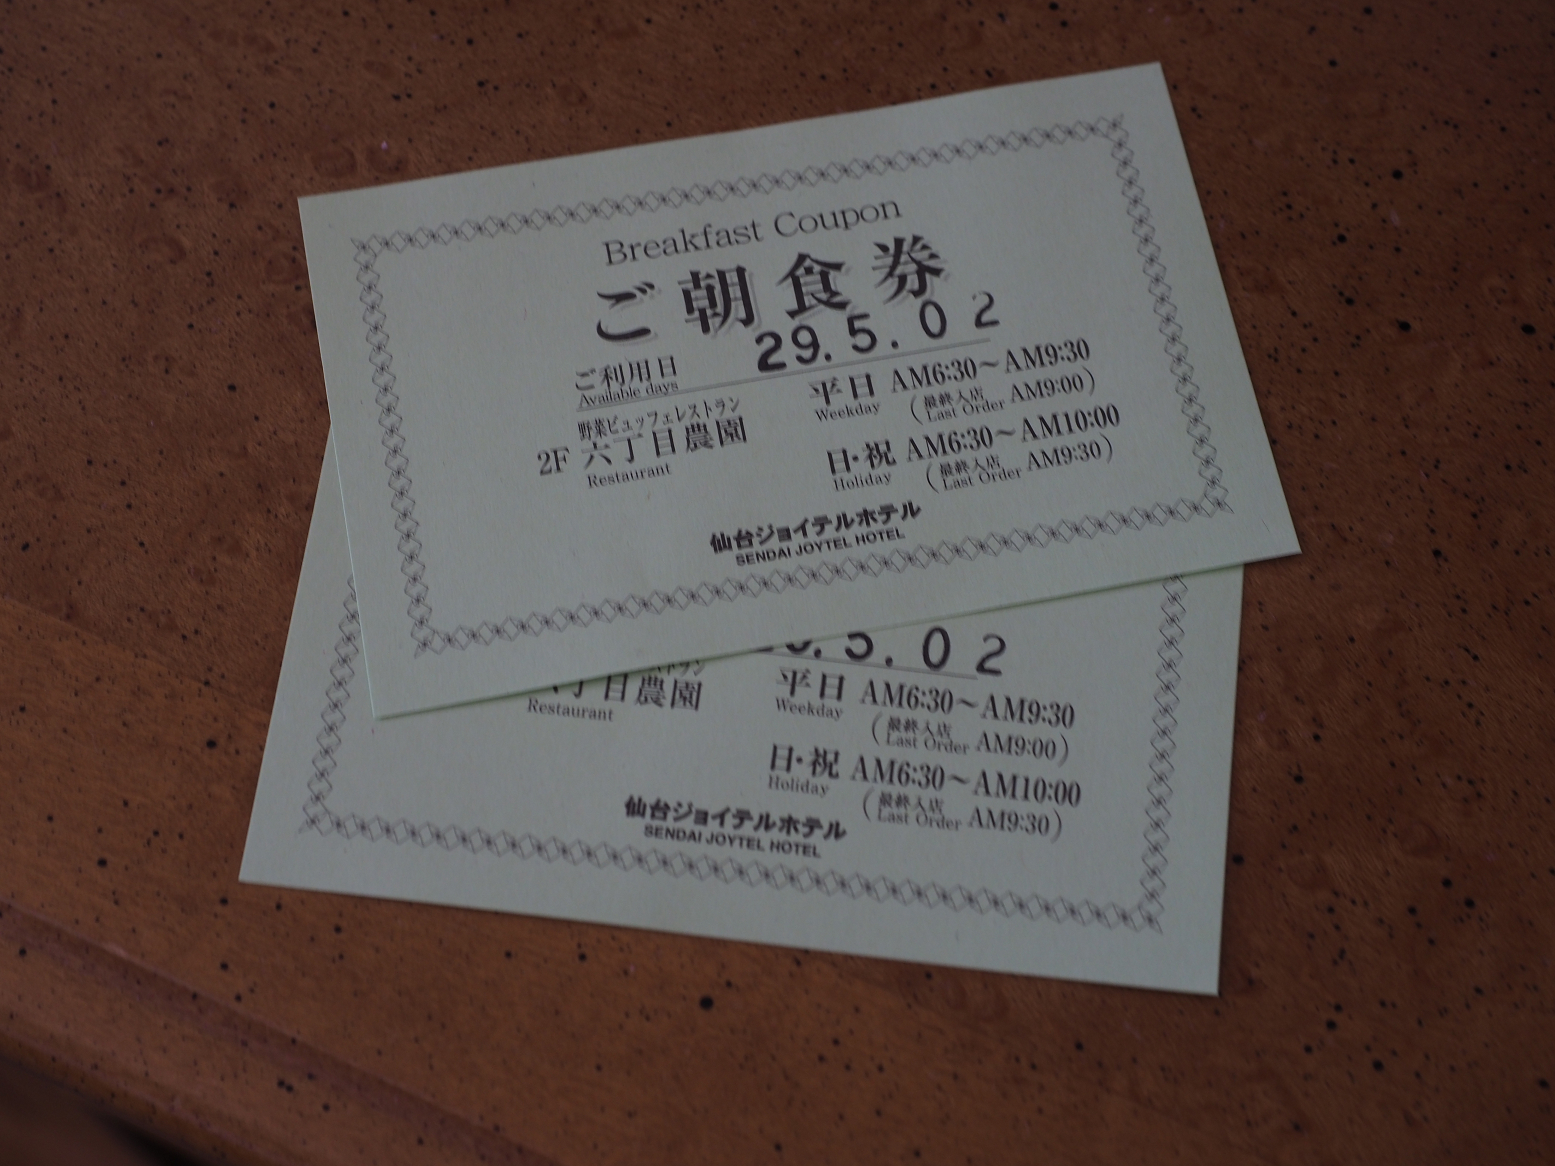 Breakfast Coupon
ご朝食券
ご利用日 29.5.02
Available days
野菜ビュッフェレストラン
2F 六丁目農園
Restaurant
平日 AM6:30～AM9:30
Weekday
(最終入店
Last Order AM9:00)
日・祝 AM6:30～AM10:00
Holiday
(最終入店
Last Order AM9:30)
仙台ジョイテルホテル
SENDAI JOYTEL HOTEL
5.02
目農園
Restaurant
平日 AM6:30～AM9:30
Weekday
(最終入店
Last Order AM9:00)
日・祝 AM6:30～AM10:00
Holiday
(最終入店
Last Order AM9:30)
仙台ジョイテルホテル
SENDAI JOYTEL HOTEL